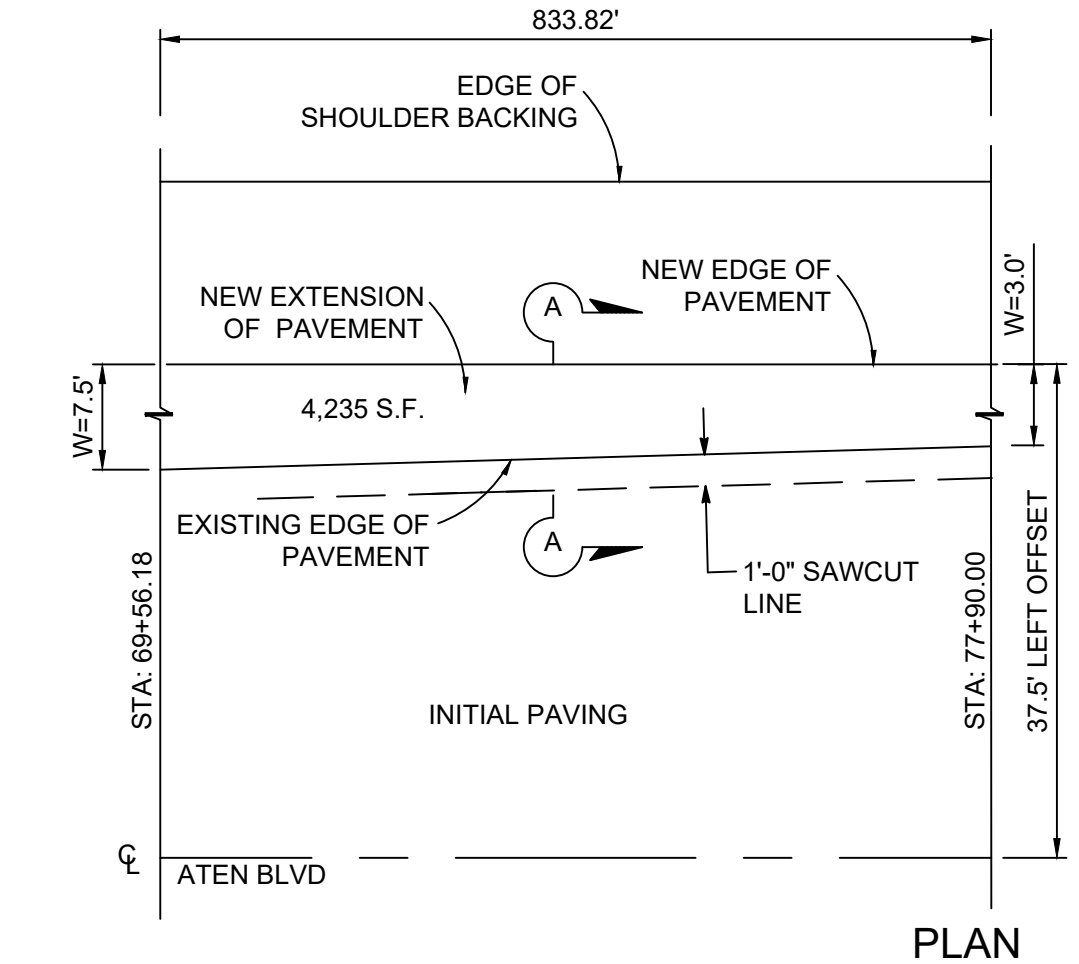 833.82'
EDGE OF
SHOULDER BACKING
NEW EXTENSION
OF PAVEMENT
A
NEW EDGE OF
PAVEMENT
W=3.0'
W=7.5'
4,235 S.F.
EXISTING EDGE OF
PAVEMENT
A
1'-0" SAWCUT
LINE
STA: 69+56.18
STA: 77+90.00
37.5' LEFT OFFSET
INITIAL PAVING
℄
ATEN BLVD
PLAN